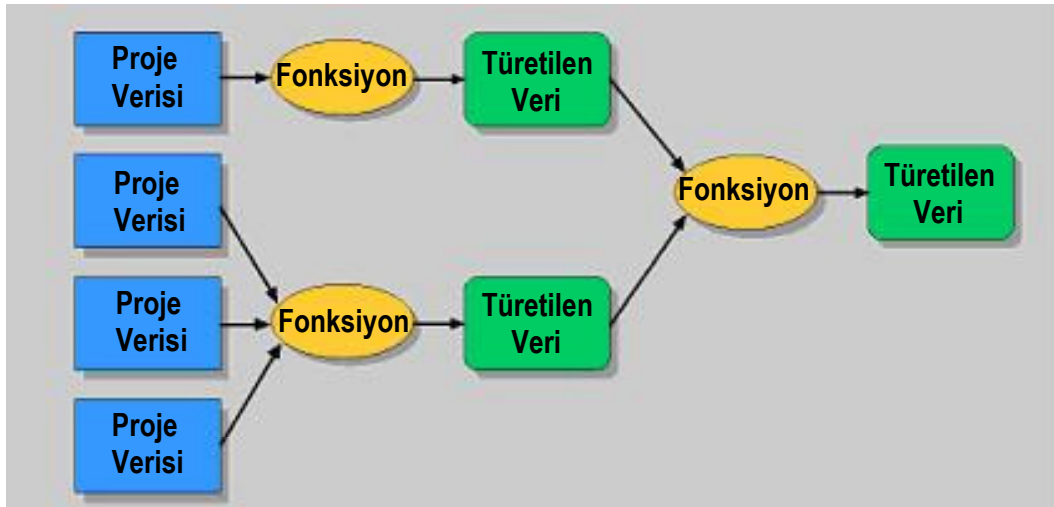 Proje
Verisi
Fonksiyon
Türetilen
Veri
Proje
Verisi
Fonksiyon
Türetilen
Veri
Proje
Verisi
Fonksiyon
Türetilen
Veri
Proje
Verisi